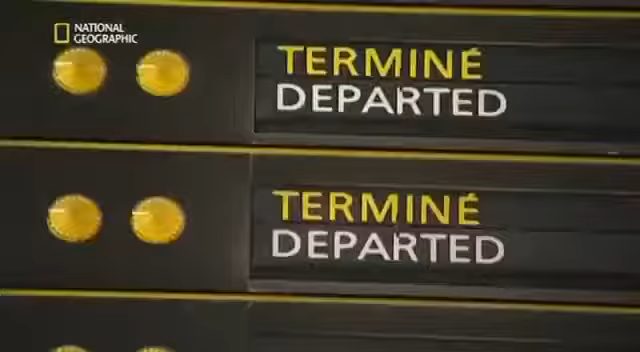 NATIONAL
GEOGRAPHIC
TERMINÉ
DEPARTED
TERMINÉ
DEPARTED